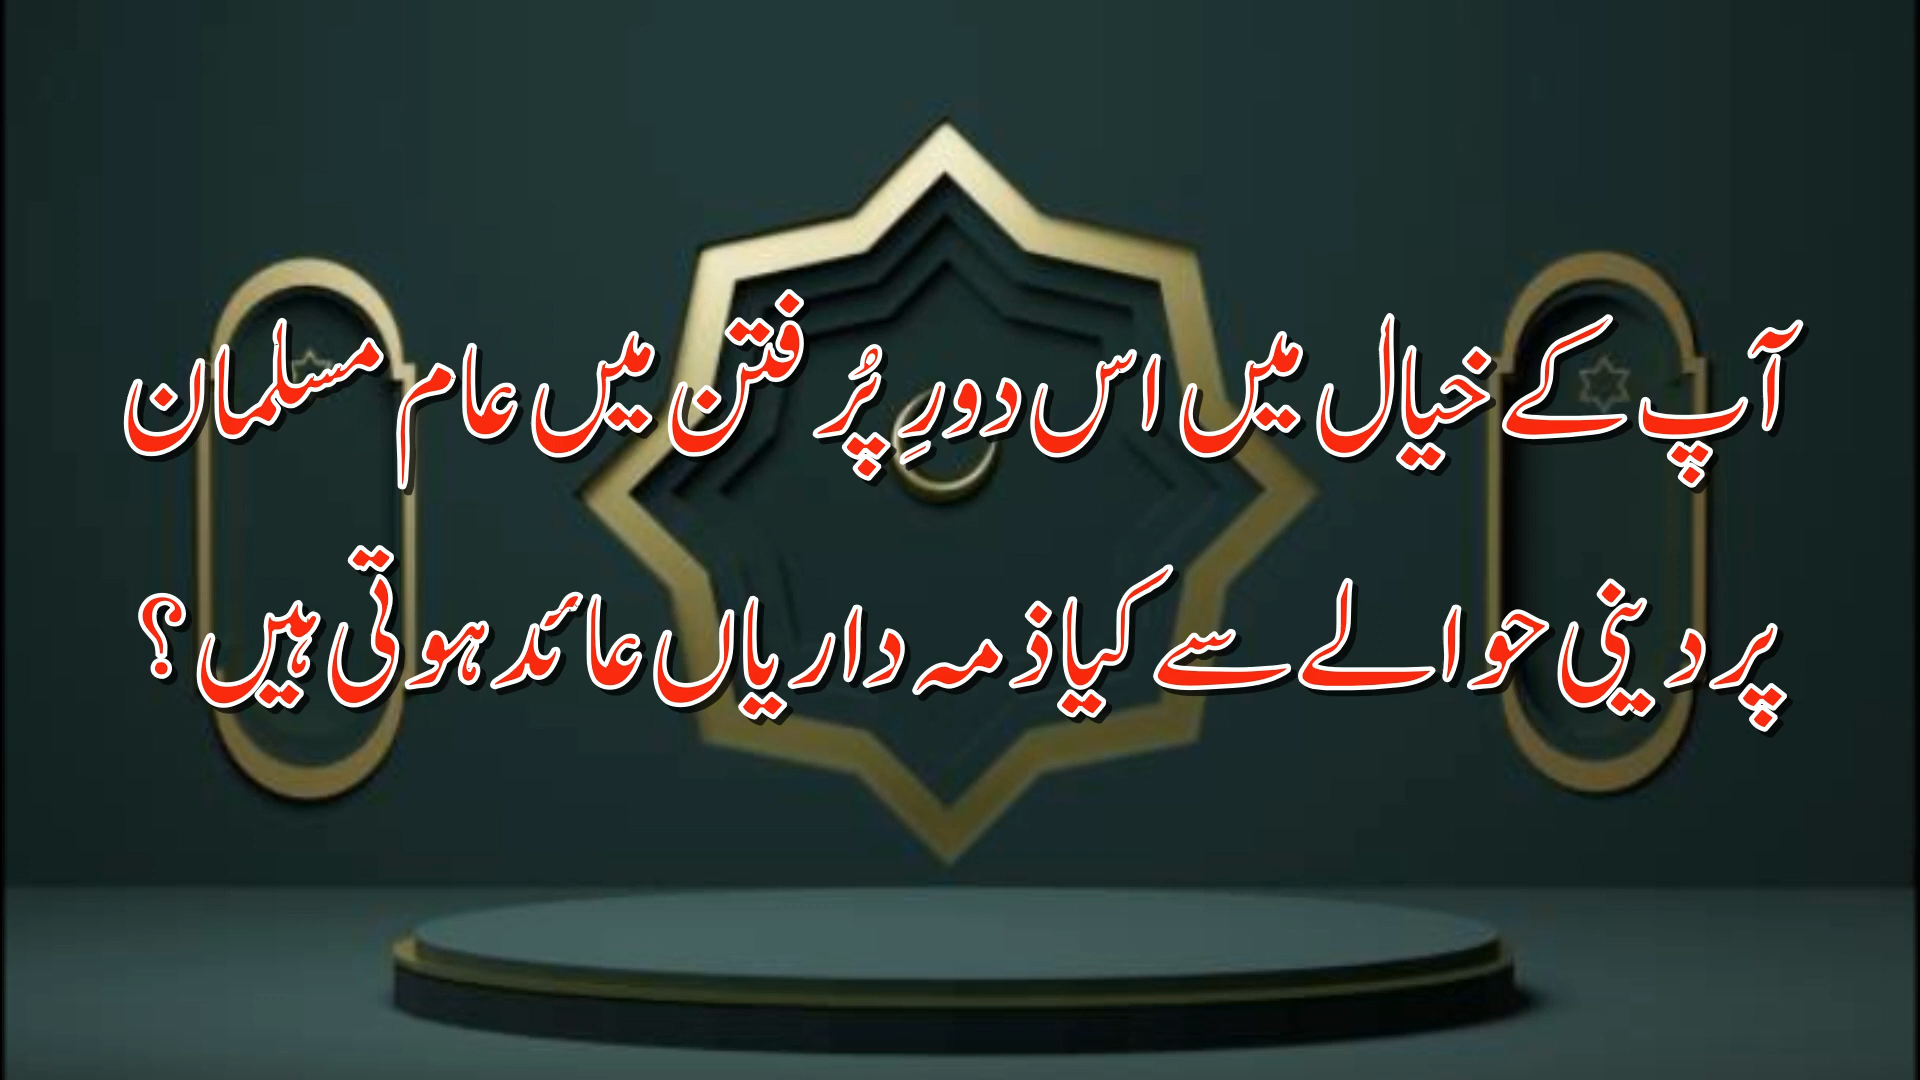 آپ کے خیال میں اس دورِ پُر فتن میں عام مسلمان
پر دینی حوالے سے کیا ذمہ داریاں عائد ہوتی ہیں؟